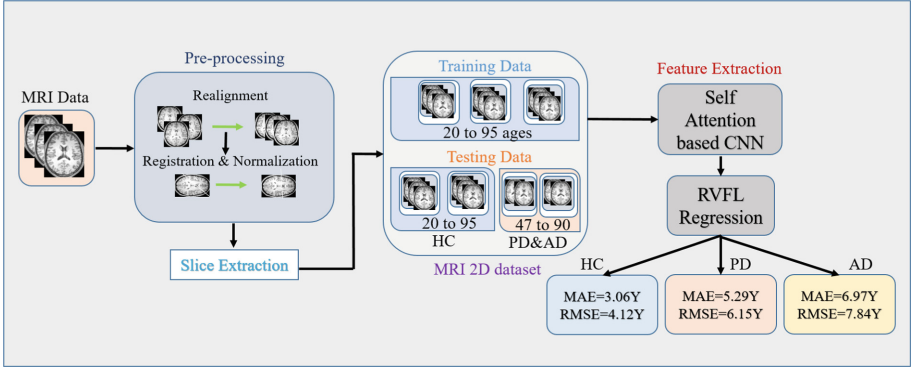 MRI Data
Pre-processing
Realignment
Registration & Normalization
Slice Extraction
Training Data
20 to 95 ages
Testing Data
20 to 95
47 to 90
HC
PD&AD
MRI 2D dataset
Feature Extraction
Self
Attention
based CNN
RVFL
Regression
HC
PD
AD
MAE=3.06Y
RMSE=4.12Y
MAE=5.29Y
RMSE=6.15Y
MAE=6.97Y
RMSE=7.84Y